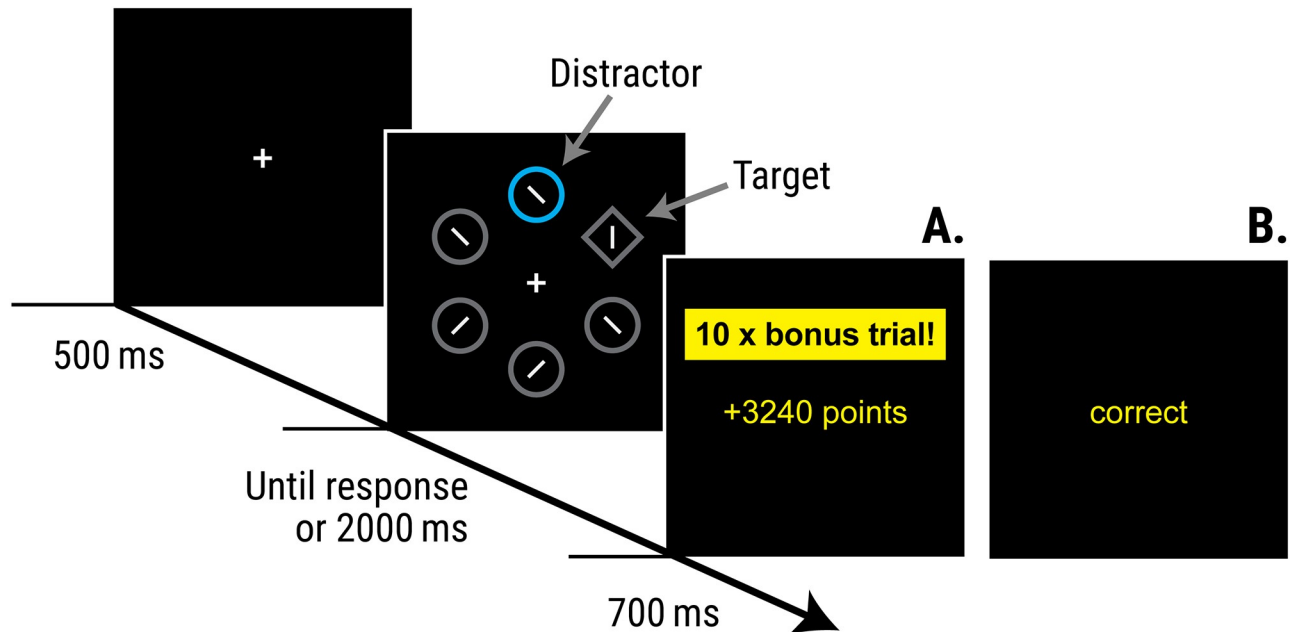 Distractor
Target
A.
B.
10 x bonus trial!
+3240 points
correct
500 ms
Until response
or 2000 ms
700 ms